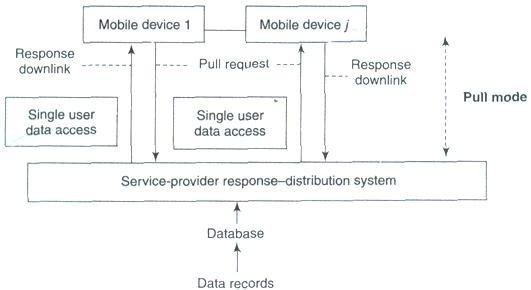 Mobile device 1
Mobile device j
Response
downlink
Pull request
Response
downlink
Pull mode
Single user
data access
Single user
data access
Service-provider response–distribution system
Database
Data records